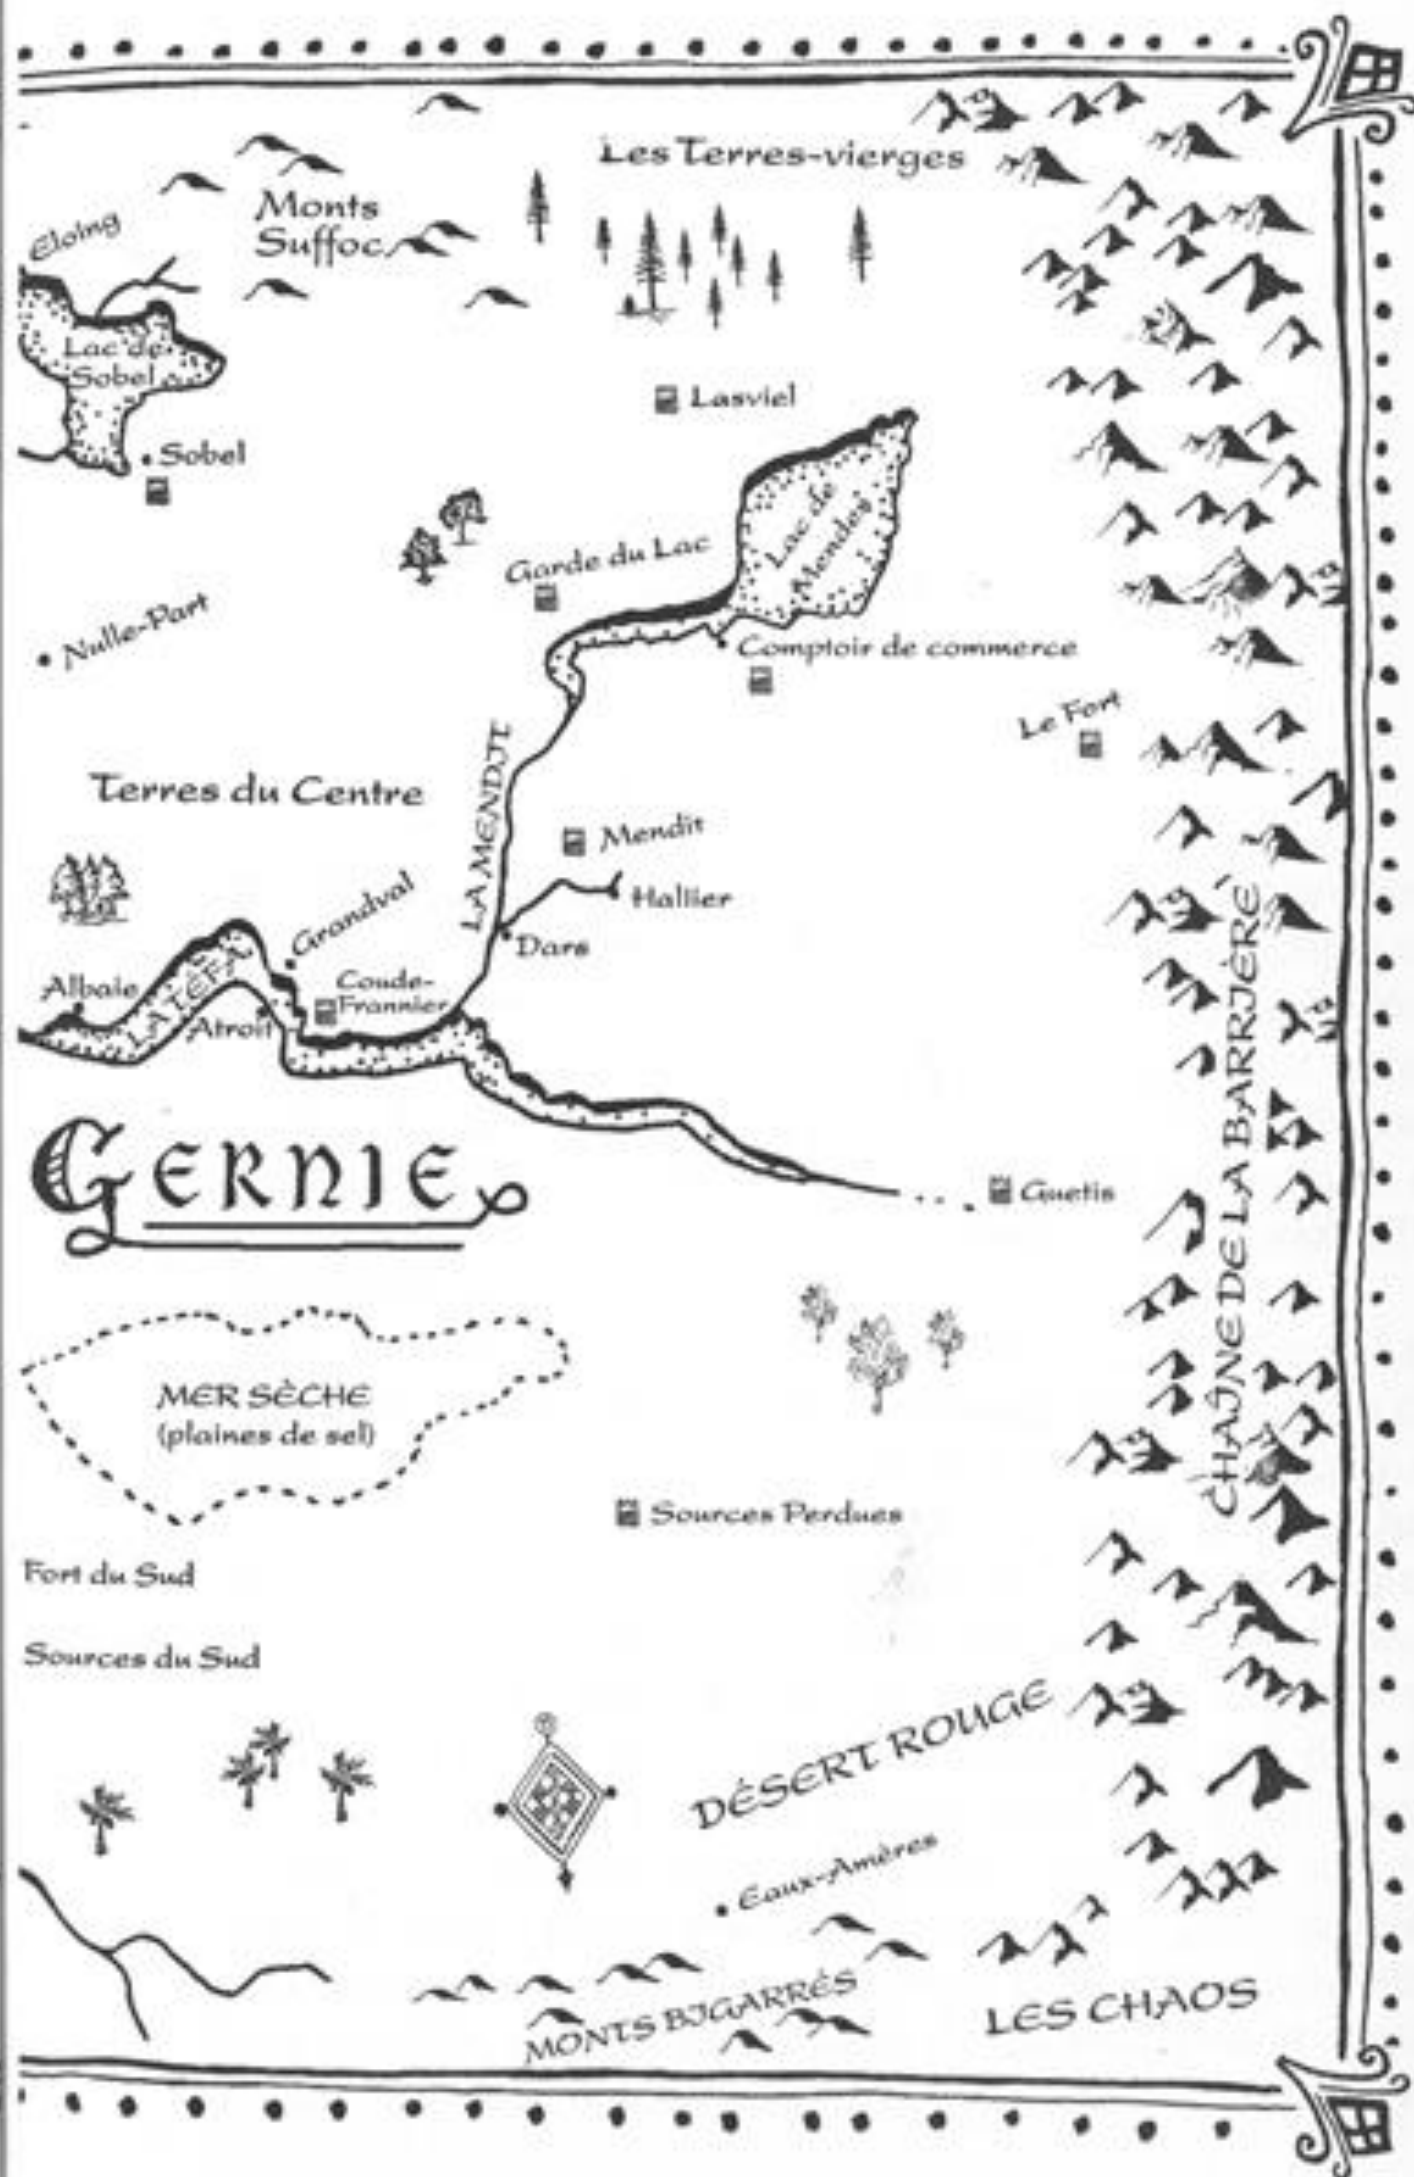 Les Terres-vierges
Monts
Suffoc
Eloing
Lac de
Sobel
Lasviel
Sobel
Lac de
Mendes
Garde du Lac
Nulle-Part
Comptoir de commerce
Le Fort
LA MENDIT
Terres du Centre
Mendit
Hallier
Grandval
Dars
Albaie
LA TÉFA
Coude-
Frannier
Atroit
CHAÎNE DE LA BARRIÈRE
GERNIE
Guetis
MER SÈCHE
(plaines de sel)
Sources Perdues
Fort du Sud
Sources du Sud
DÉSERT ROUGE
Eaux-Amères
MONTS BIGARRÉS
LES CHAOS